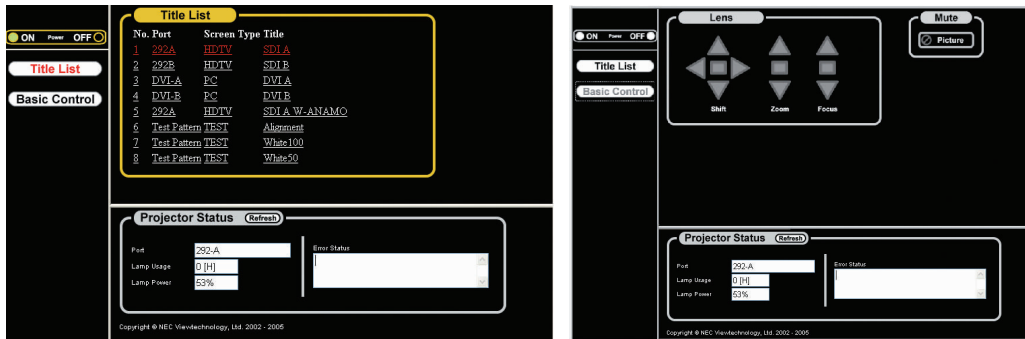 Title List
ON Power OFF
No. Port Screen Type Title
1 292A HDTV SDI A
2 292B HDTV SDI B
3 DVI-A PC DVI A
4 DVI-B PC DVI B
5 292A HDTV SDI A W-ANAMO
6 Test Pattern TEST Alignment
7 Test Pattern TEST White100
8 Test Pattern TEST White50
Title List
Basic Control
Projector Status Refresh
Port 292-A
Lamp Usage 0 [H]
Lamp Power 53%
Error Status
Copyright © NEC Viewtechnology, Ltd. 2002 - 2005
Lens
Mute
ON Power OFF
Picture
Title List
Basic Control
Shift Zoom Focus
Projector Status Refresh
Port 292-A
Lamp Usage 0 [H]
Lamp Power 53%
Error Status
Copyright © NEC Viewtechnology, Ltd. 2002 - 2005